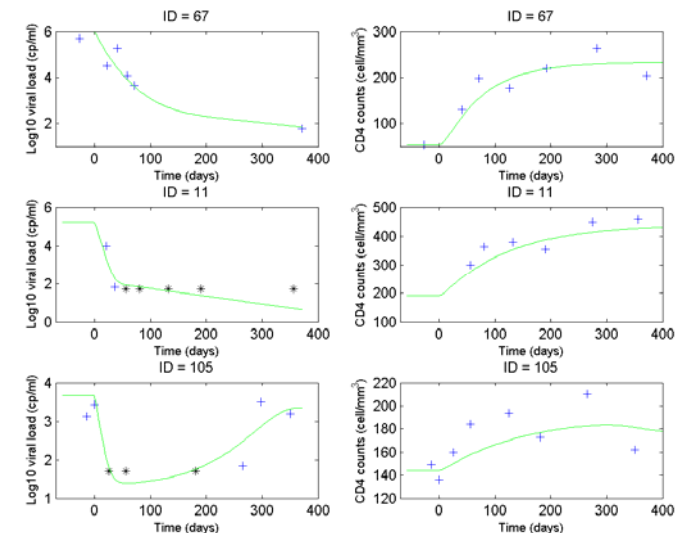 ID = 67
Log10 viral load (cp/ml)
6
4
2
0 100 200 300 400
Time (days)
ID = 67
CD4 counts (cell/mm³)
300
200
100
0 100 200 300 400
Time (days)
ID = 11
Log10 viral load (cp/ml)
6
4
2
0
0 100 200 300 400
Time (days)
ID = 11
CD4 counts (cell/mm³)
500
400
300
200
100
0 100 200 300 400
Time (days)
ID = 105
Log10 viral load (cp/ml)
4
3
2
1
0 100 200 300 400
Time (days)
ID = 105
CD4 counts (cell/mm³)
220
200
180
160
140
120
0 100 200 300 400
Time (days)